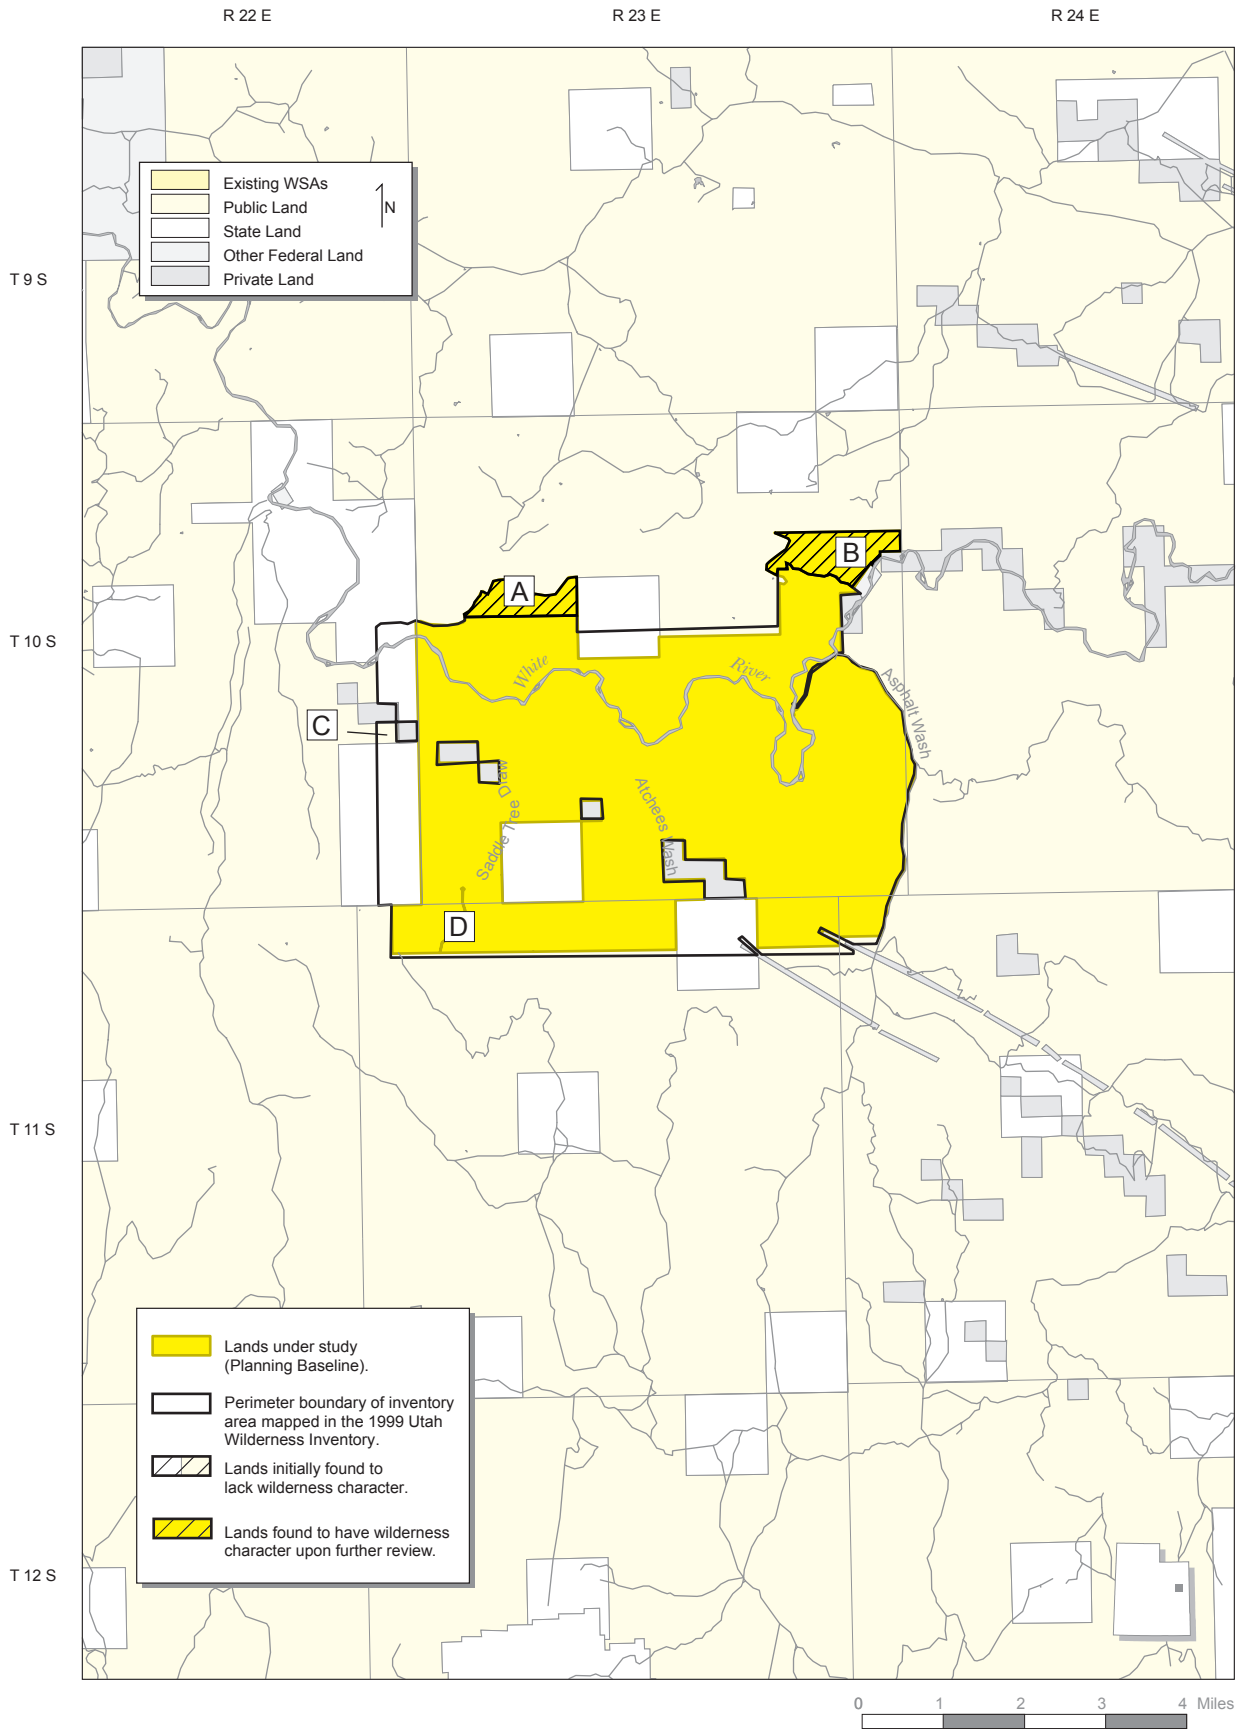 R 22 E
R 23 E
R 24 E
Existing WSAs
Public Land
State Land
Other Federal Land
Private Land
N
T 9 S
B
A
T 10 S
White
River
Asphalt Wash
C
Saddle Tree Draw
Atchees Wash
D
T 11 S
Lands under study
(Planning Baseline).
Perimeter boundary of inventory
area mapped in the 1999 Utah
Wilderness Inventory.
Lands initially found to
lack wilderness character.
Lands found to have wilderness
character upon further review.
T 12 S
0 1 2 3 4 Miles